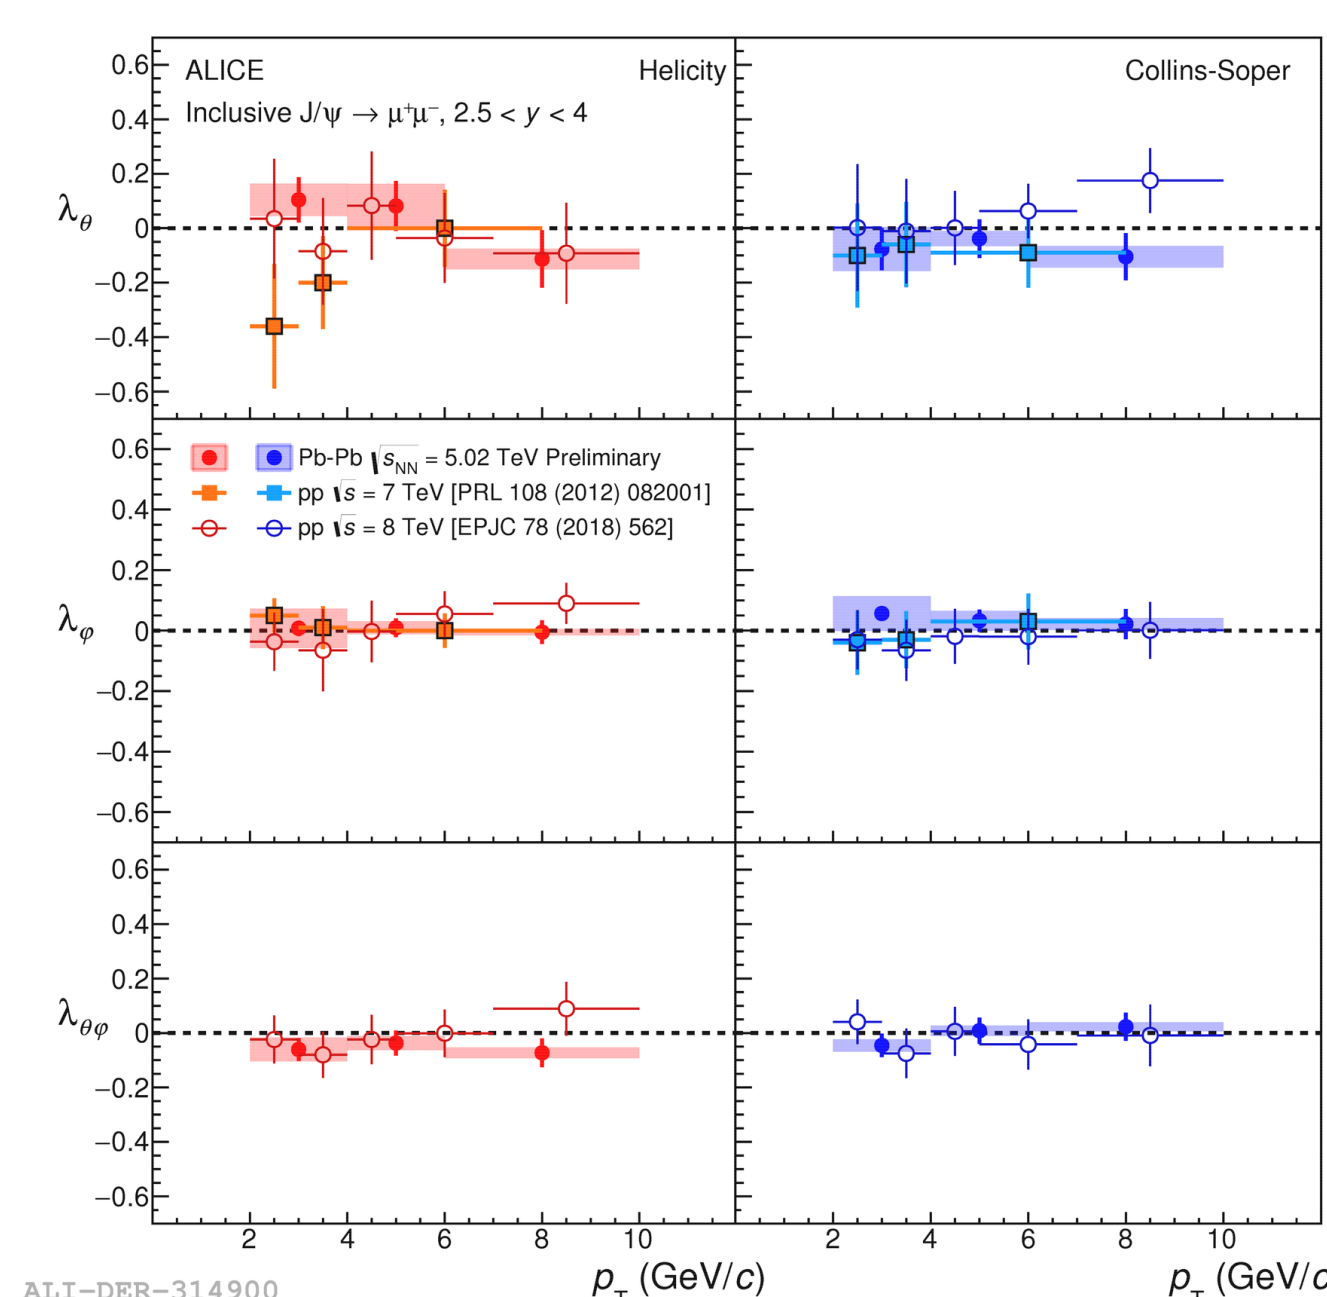 ALICE Helicity Collins-Soper
Inclusive J/ψ → μ⁺μ⁻, 2.5 < y < 4
0.6
0.4
0.2
0
−0.2
−0.4
−0.6
λθ
Pb-Pb √sNN = 5.02 TeV Preliminary
pp √s = 7 TeV [PRL 108 (2012) 082001]
pp √s = 8 TeV [EPJC 78 (2018) 562]
0.6
0.4
0.2
0
−0.2
−0.4
−0.6
λφ
0.6
0.4
0.2
0
−0.2
−0.4
−0.6
λθφ
2 4 6 8 10 2 4 6 8 10
pT (GeV/c) pT (GeV/c
ALI−DER−314900